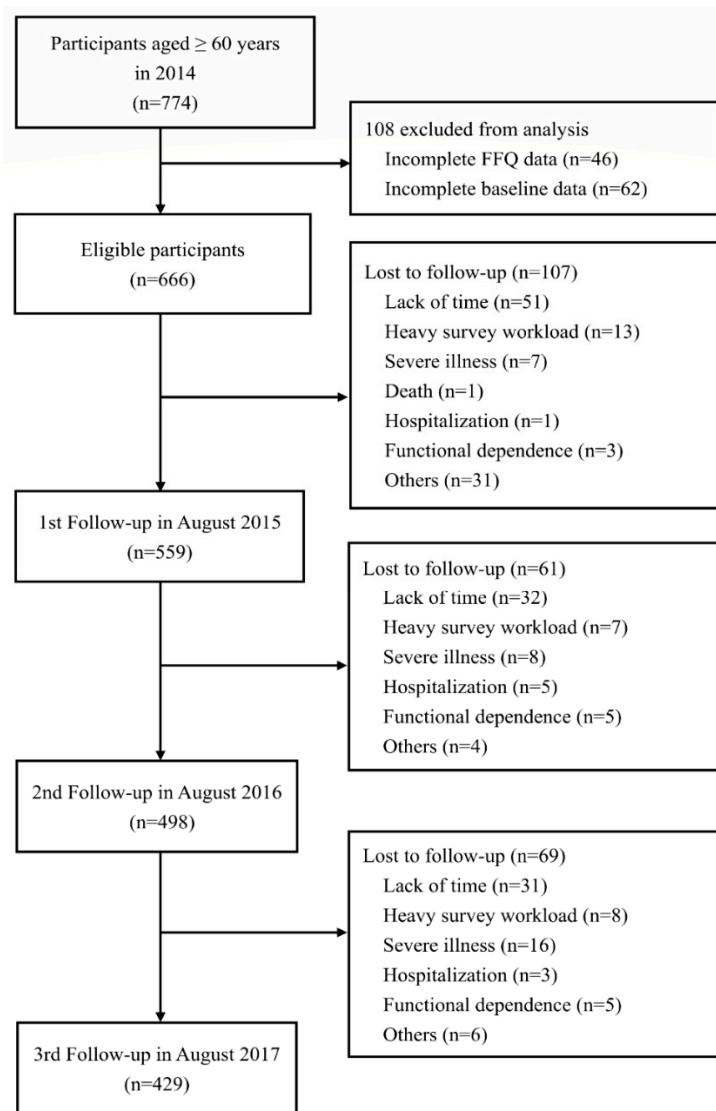 Participants aged ≥ 60 years
in 2014
(n=774)
108 excluded from analysis
Incomplete FFQ data (n=46)
Incomplete baseline data (n=62)
Eligible participants
(n=666)
Lost to follow-up (n=107)
Lack of time (n=51)
Heavy survey workload (n=13)
Severe illness (n=7)
Death (n=1)
Hospitalization (n=1)
Functional dependence (n=3)
Others (n=31)
1st Follow-up in August 2015
(n=559)
Lost to follow-up (n=61)
Lack of time (n=32)
Heavy survey workload (n=7)
Severe illness (n=8)
Hospitalization (n=5)
Functional dependence (n=5)
Others (n=4)
2nd Follow-up in August 2016
(n=498)
Lost to follow-up (n=69)
Lack of time (n=31)
Heavy survey workload (n=8)
Severe illness (n=16)
Hospitalization (n=3)
Functional dependence (n=5)
Others (n=6)
3rd Follow-up in August 2017
(n=429)